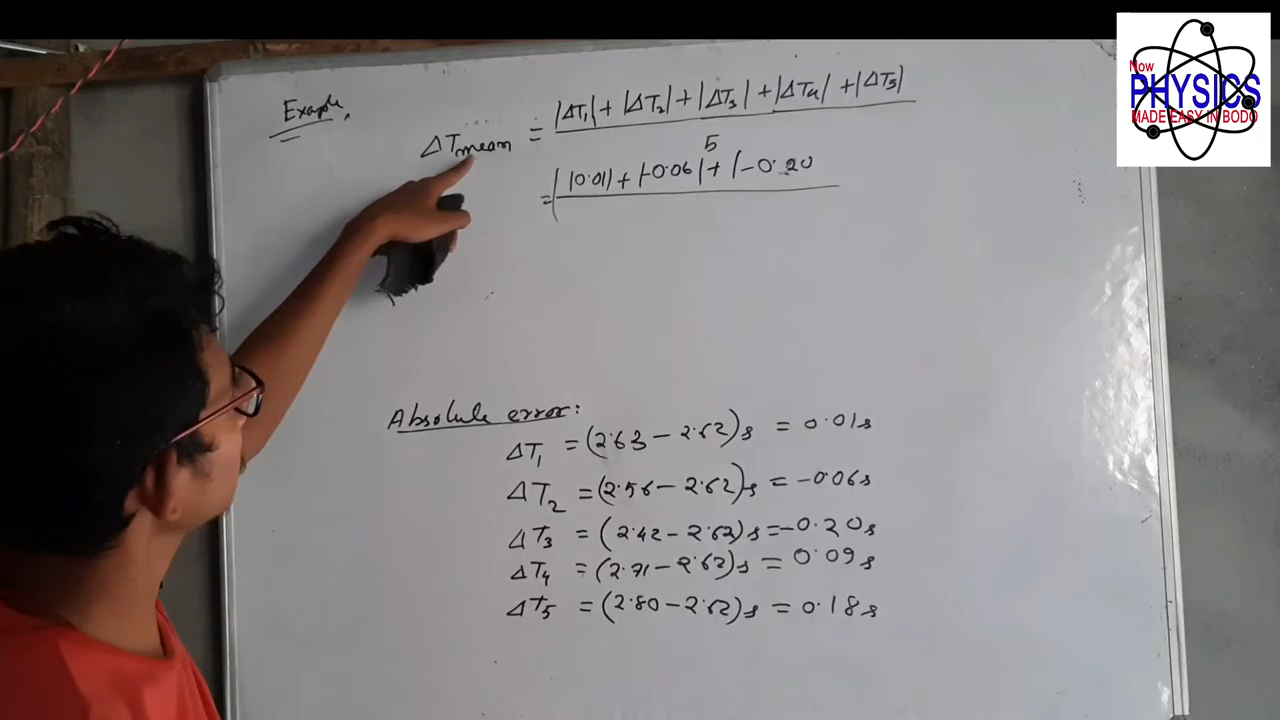 Now
PHYSICS
MADE EASY IN BODO
Example.
ΔTmean = |ΔT₁| + |ΔT₂| + |ΔT₃| + |ΔT₄| + |ΔT₅|
5
= |0.01| + |-0.06| + |-0.20
Absolute error:
ΔT₁ = (2.63 - 2.62)s = 0.01s
ΔT₂ = (2.56 - 2.62)s = -0.06s
ΔT₃ = (2.42 - 2.62)s = -0.20s
ΔT₄ = (2.71 - 2.62)s = 0.09s
ΔT₅ = (2.80 - 2.62)s = 0.18s